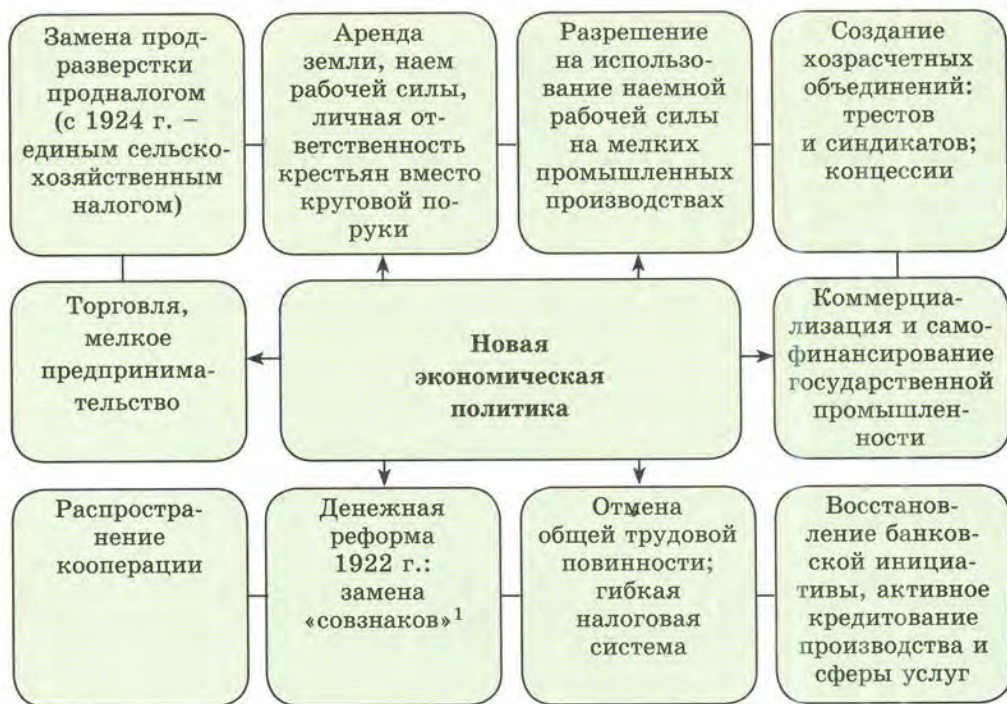 Замена прод-
разверстки
продналогом
(с 1924 г. –
единым сельско-
хозяйственным
налогом)
Аренда
земли, наем
рабочей силы,
личная от-
ветственность
крестьян вместо
круговой по-
руки
Разрешение
на использо-
вание наемной
рабочей силы
на мелких
промышленных
производствах
Создание
хозрасчетных
объединений:
трестов
и синдикатов;
концессии
Торговля,
мелкое
предпринима-
тельство
Новая
экономическая
политика
Коммерциа-
лизация и само-
финансирование
государственной
промышлен-
ности
Распростра-
нение
кооперации
Денежная
реформа
1922 г.:
замена
«совзнаков»1
Отмена
общей трудовой
повинности;
гибкая
налоговая
система
Восстанов-
ление банков-
ской инициа-
тивы, активное
кредитование
производства и
сферы услуг